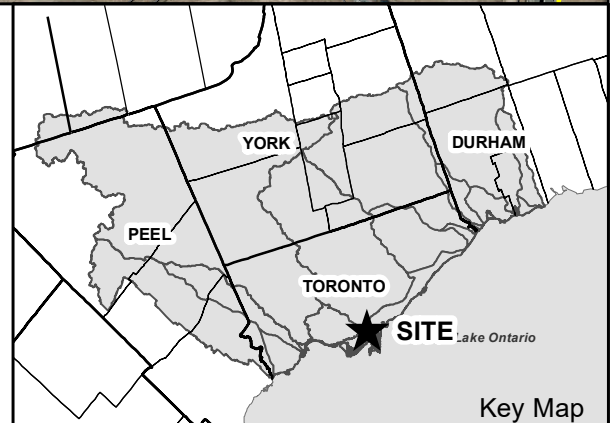 YORK
DURHAM
PEEL
TORONTO
SITE
Lake Ontario
Key Map